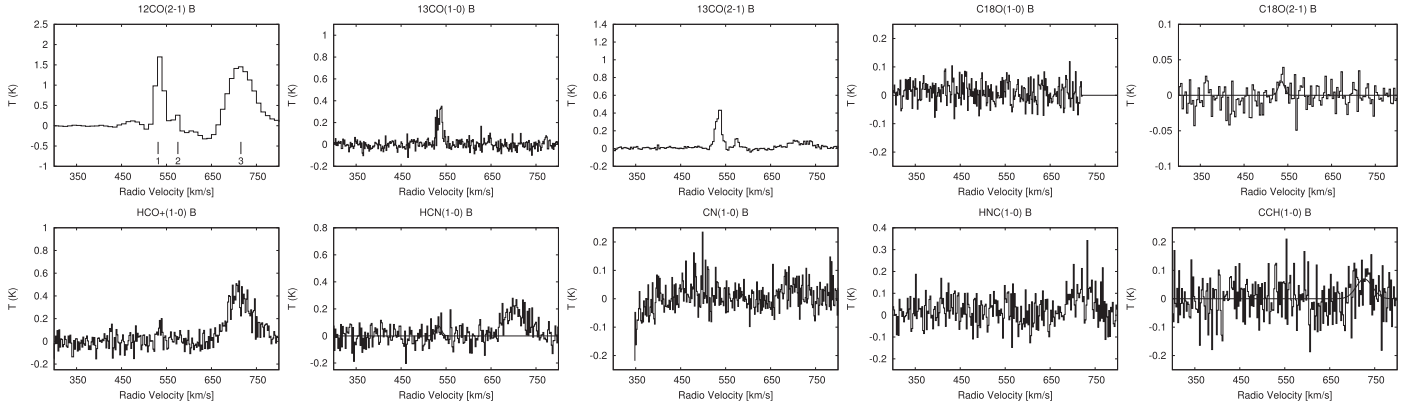 12CO(2-1) B
T (K)
2.5
2
1.5
1
0.5
0
-0.5
-1
1 2 3
350 450 550 650 750
Radio Velocity [km/s]
13CO(1-0) B
T (K)
1
0.8
0.6
0.4
0.2
0
-0.2
350 450 550 650 750
Radio Velocity [km/s]
13CO(2-1) B
T (K)
1.4
1.2
1
0.8
0.6
0.4
0.2
0
-0.2
350 450 550 650 750
Radio Velocity [km/s]
C18O(1-0) B
T (K)
0.2
0.1
0
-0.1
-0.2
350 450 550 650 750
Radio Velocity [km/s]
C18O(2-1) B
T (K)
0.1
0.05
0
-0.05
-0.1
350 450 550 650 750
Radio Velocity [km/s]
HCO+(1-0) B
T (K)
1
0.8
0.6
0.4
0.2
0
-0.2
350 450 550 650 750
Radio Velocity [km/s]
HCN(1-0) B
T (K)
0.8
0.6
0.4
0.2
0
-0.2
350 450 550 650 750
Radio Velocity [km/s]
CN(1-0) B
T (K)
0.2
0.1
0
-0.1
-0.2
350 450 550 650 750
Radio Velocity [km/s]
HNC(1-0) B
T (K)
0.4
0.3
0.2
0.1
0
-0.1
-0.2
350 450 550 650 750
Radio Velocity [km/s]
CCH(1-0) B
T (K)
0.2
0.1
0
-0.1
-0.2
350 450 550 650 750
Radio Velocity [km/s]